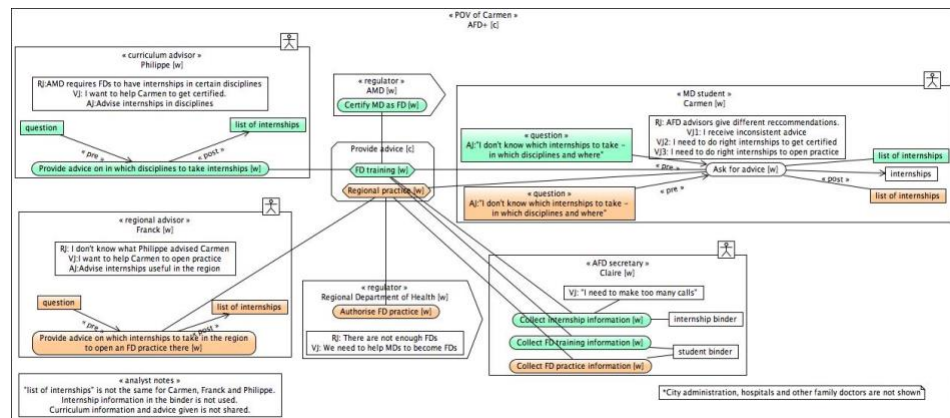 « POV of Carmen »
AFD+ [c]
« curriculum advisor »
Philippe [w]
RJ:AMD requires FDs to have internships in certain disciplines
VJ: I want to help Carmen to get certified.
AJ:Advise internships in disciplines
question
list of internships
« pre »
« post »
Provide advice on in which disciplines to take internships [w]
« regulator »
AMD [w]
Certify MD as FD [w]
Provide advice [c]
FD training [w]
Regional practice [w]
« MD student »
Carmen [w]
RJ: AFD advisors give different reccommendations.
VJ1: I receive inconsistent advice
VJ2: I need to do right internships to get certified
VJ3: I need to do right internships to open practice
« question »
AJ:"I don't know which internships to take -
in which disciplines and where"
« pre »
Ask for advice [w]
list of internships
internships
« post »
list of internships
« question »
AJ:"I don't know which internships to take -
in which disciplines and where"
« regional advisor »
Franck [w]
RJ: I don't know what Philippe advised Carmen
VJ:I want to help Carmen to open practice
AJ:Advise internships useful in the region
question
list of internships
« pre »
« post »
Provide advice on which internships to take in the region
to open an FD practice there [w]
« regulator »
Regional Department of Health [w]
Authorise FD practice [w]
RJ: There are not enough FDs
VJ: We need to help MDs to become FDs
« AFD secretary »
Claire [w]
VJ: "I need to make too many calls"
Collect internship information [w]
internship binder
Collect FD training information [w]
student binder
Collect FD practice information [w]
« analyst notes »
"list of internships" is not the same for Carmen, Franck and Philippe.
Internship information in the binder is not used.
Curriculum information and advice given is not shared.
*City administration, hospitals and other family doctors are not shown